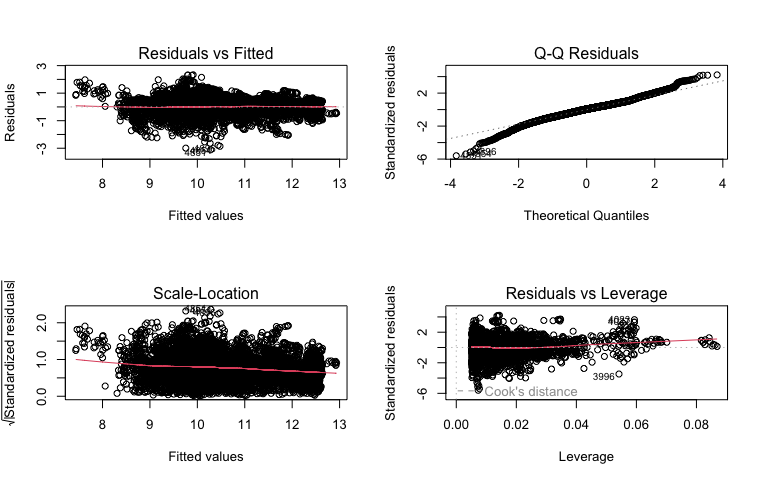 Residuals vs Fitted
Residuals
3
1
-1
-3
8 9 10 11 12 13
Fitted values
Q-Q Residuals
Standardized residuals
2
-2
-6
-4 -2 0 2 4
Theoretical Quantiles
Scale-Location
√|Standardized residuals|
2.0
1.0
0.0
8 9 10 11 12 13
Fitted values
Residuals vs Leverage
Standardized residuals
2
-2
-6
3996
Cook's distance
0.00 0.02 0.04 0.06 0.08
Leverage